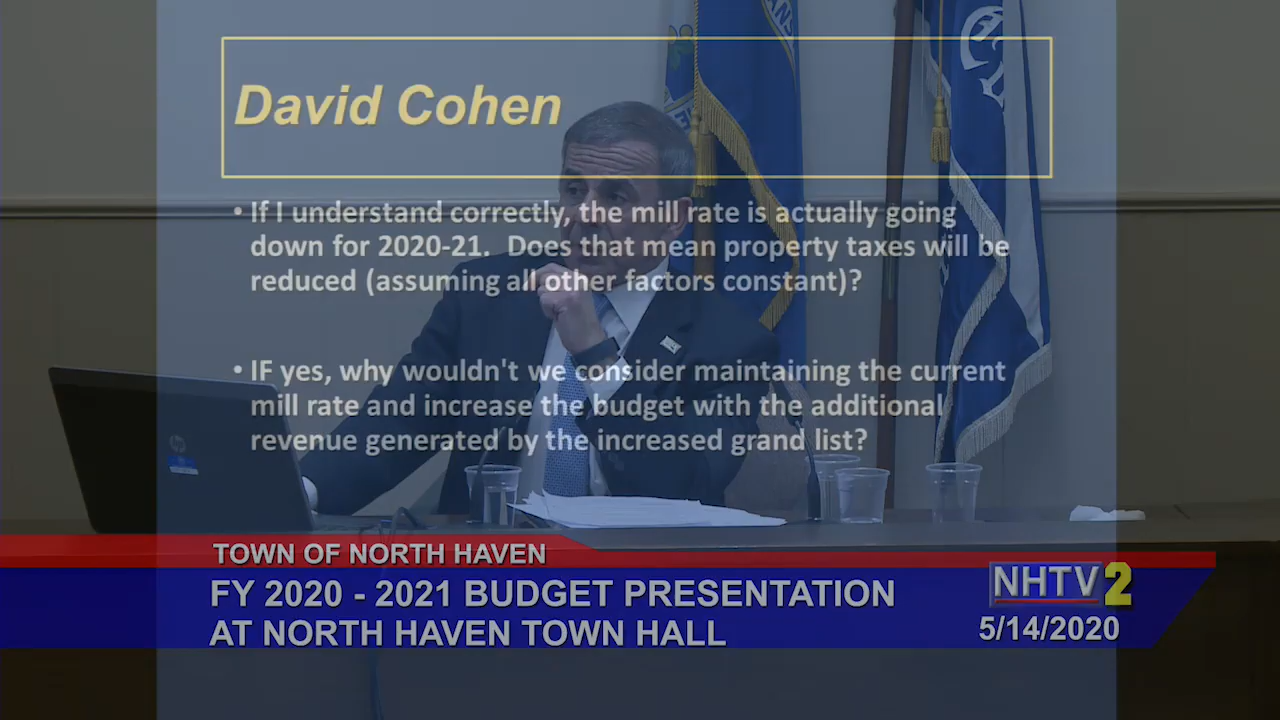 David Cohen
• If I understand correctly, the mill rate is actually going
down for 2020-21. Does that mean property taxes will be
reduced (assuming all other factors constant)?
• IF yes, why wouldn't we consider maintaining the current
mill rate and increase the budget with the additional
revenue generated by the increased grand list?
hp
TOWN OF NORTH HAVEN
FY 2020 - 2021 BUDGET PRESENTATION
AT NORTH HAVEN TOWN HALL
NHTV2
5/14/2020